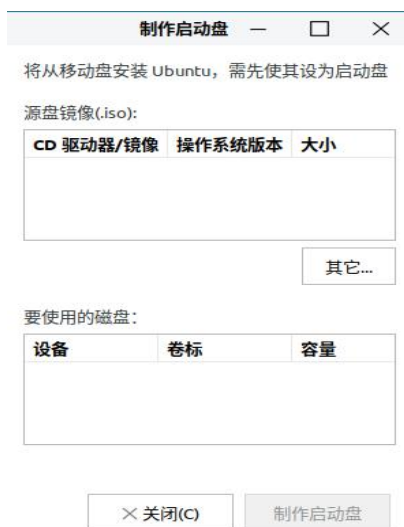 制作启动盘
将从移动盘安装 Ubuntu，需先使其设为启动盘
源盘镜像(.iso):
CD 驱动器/镜像 操作系统版本 大小
其它...
要使用的磁盘：
设备 卷标 容量
关闭(C) 制作启动盘